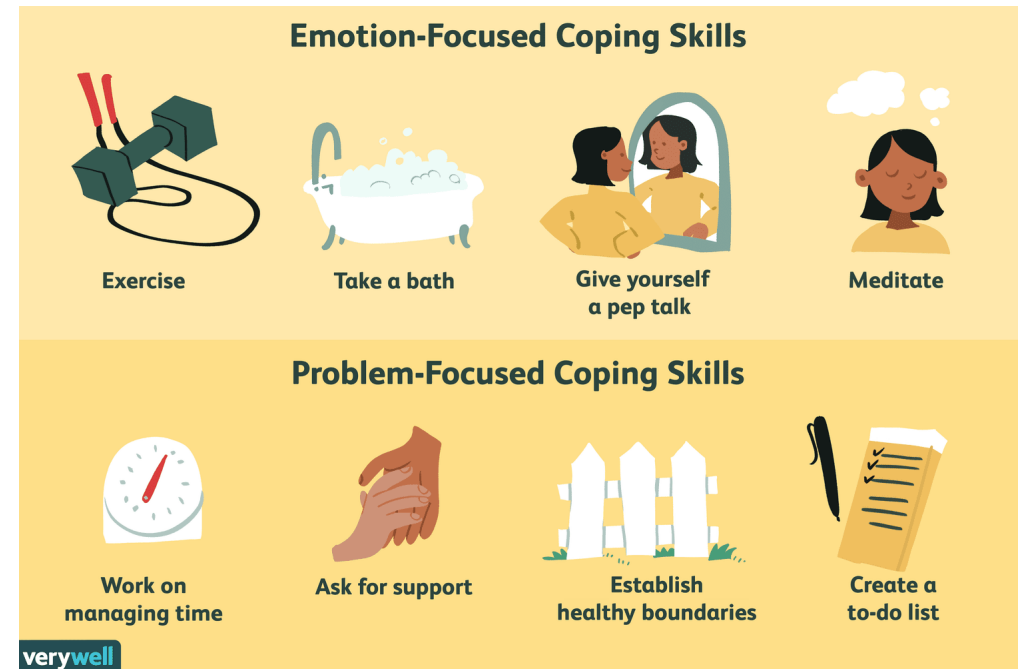 Emotion-Focused Coping Skills
Exercise
Take a bath
Give yourself
a pep talk
Meditate
Problem-Focused Coping Skills
Work on
managing time
Ask for support
Establish
healthy boundaries
Create a
to-do list
verywell